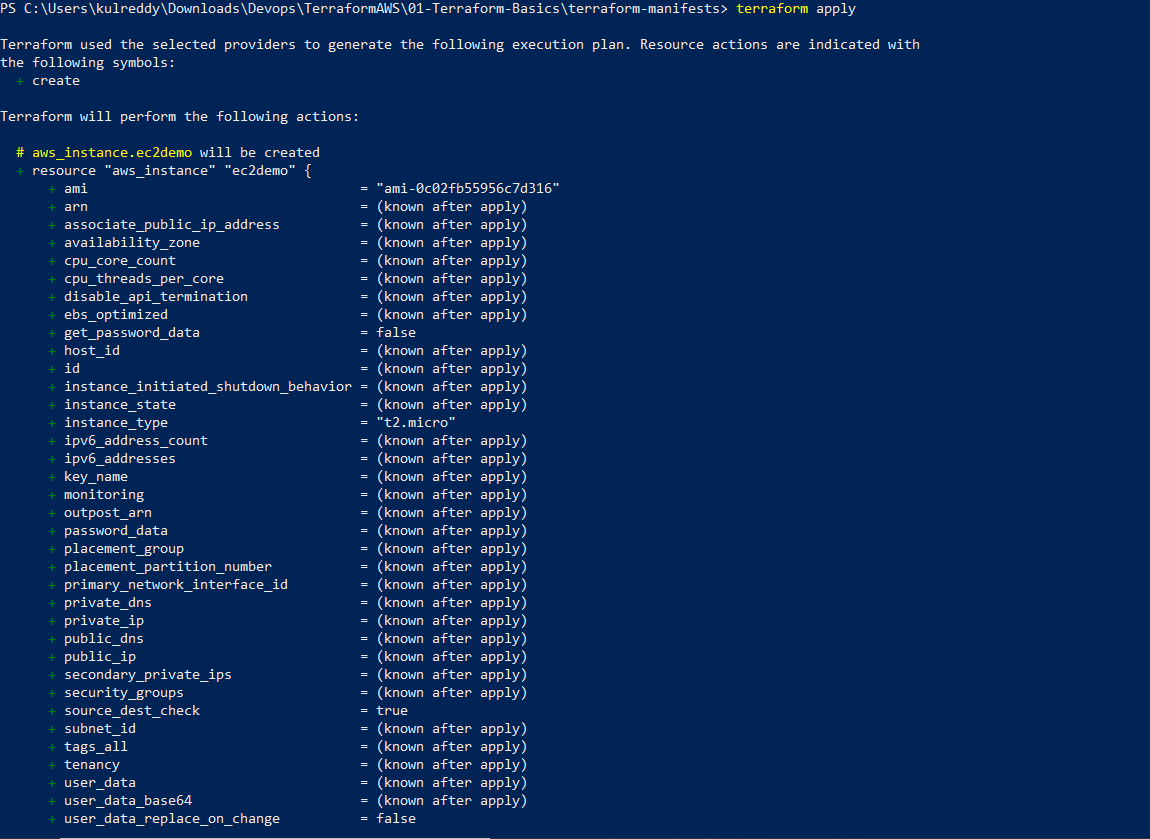 PS C:\Users\kulreddy\Downloads\Devops\TerraformAWS\01-Terraform-Basics\terraform-manifests> terraform apply
Terraform used the selected providers to generate the following execution plan. Resource actions are indicated with
the following symbols:
  + create
Terraform will perform the following actions:
  # aws_instance.ec2demo will be created
  + resource "aws_instance" "ec2demo" {
      + ami                                  = "ami-0c02fb55956c7d316"
      + arn                                  = (known after apply)
      + associate_public_ip_address          = (known after apply)
      + availability_zone                    = (known after apply)
      + cpu_core_count                       = (known after apply)
      + cpu_threads_per_core                 = (known after apply)
      + disable_api_termination              = (known after apply)
      + ebs_optimized                        = (known after apply)
      + get_password_data                    = false
      + host_id                              = (known after apply)
      + id                                   = (known after apply)
      + instance_initiated_shutdown_behavior = (known after apply)
      + instance_state                       = (known after apply)
      + instance_type                        = "t2.micro"
      + ipv6_address_count                   = (known after apply)
      + ipv6_addresses                       = (known after apply)
      + key_name                             = (known after apply)
      + monitoring                           = (known after apply)
      + outpost_arn                          = (known after apply)
      + password_data                        = (known after apply)
      + placement_group                      = (known after apply)
      + placement_partition_number           = (known after apply)
      + primary_network_interface_id         = (known after apply)
      + private_dns                          = (known after apply)
      + private_ip                           = (known after apply)
      + public_dns                           = (known after apply)
      + public_ip                            = (known after apply)
      + secondary_private_ips                = (known after apply)
      + security_groups                      = (known after apply)
      + source_dest_check                    = true
      + subnet_id                            = (known after apply)
      + tags_all                             = (known after apply)
      + tenancy                              = (known after apply)
      + user_data                            = (known after apply)
      + user_data_base64                     = (known after apply)
      + user_data_replace_on_change          = false